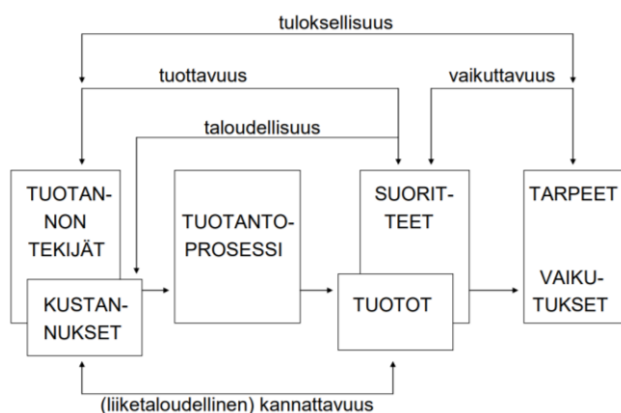 tuloksellisuus
tuottavuus
vaikuttavuus
taloudellisuus
TUOTAN-
NON
TEKIJÄT
KUSTAN-
NUKSET
TUOTANTO-
PROSESSI
SUORIT-
TEET
TUOTOT
TARPEET
VAIKU-
TUKSET
(liiketaloudellinen) kannattavuus